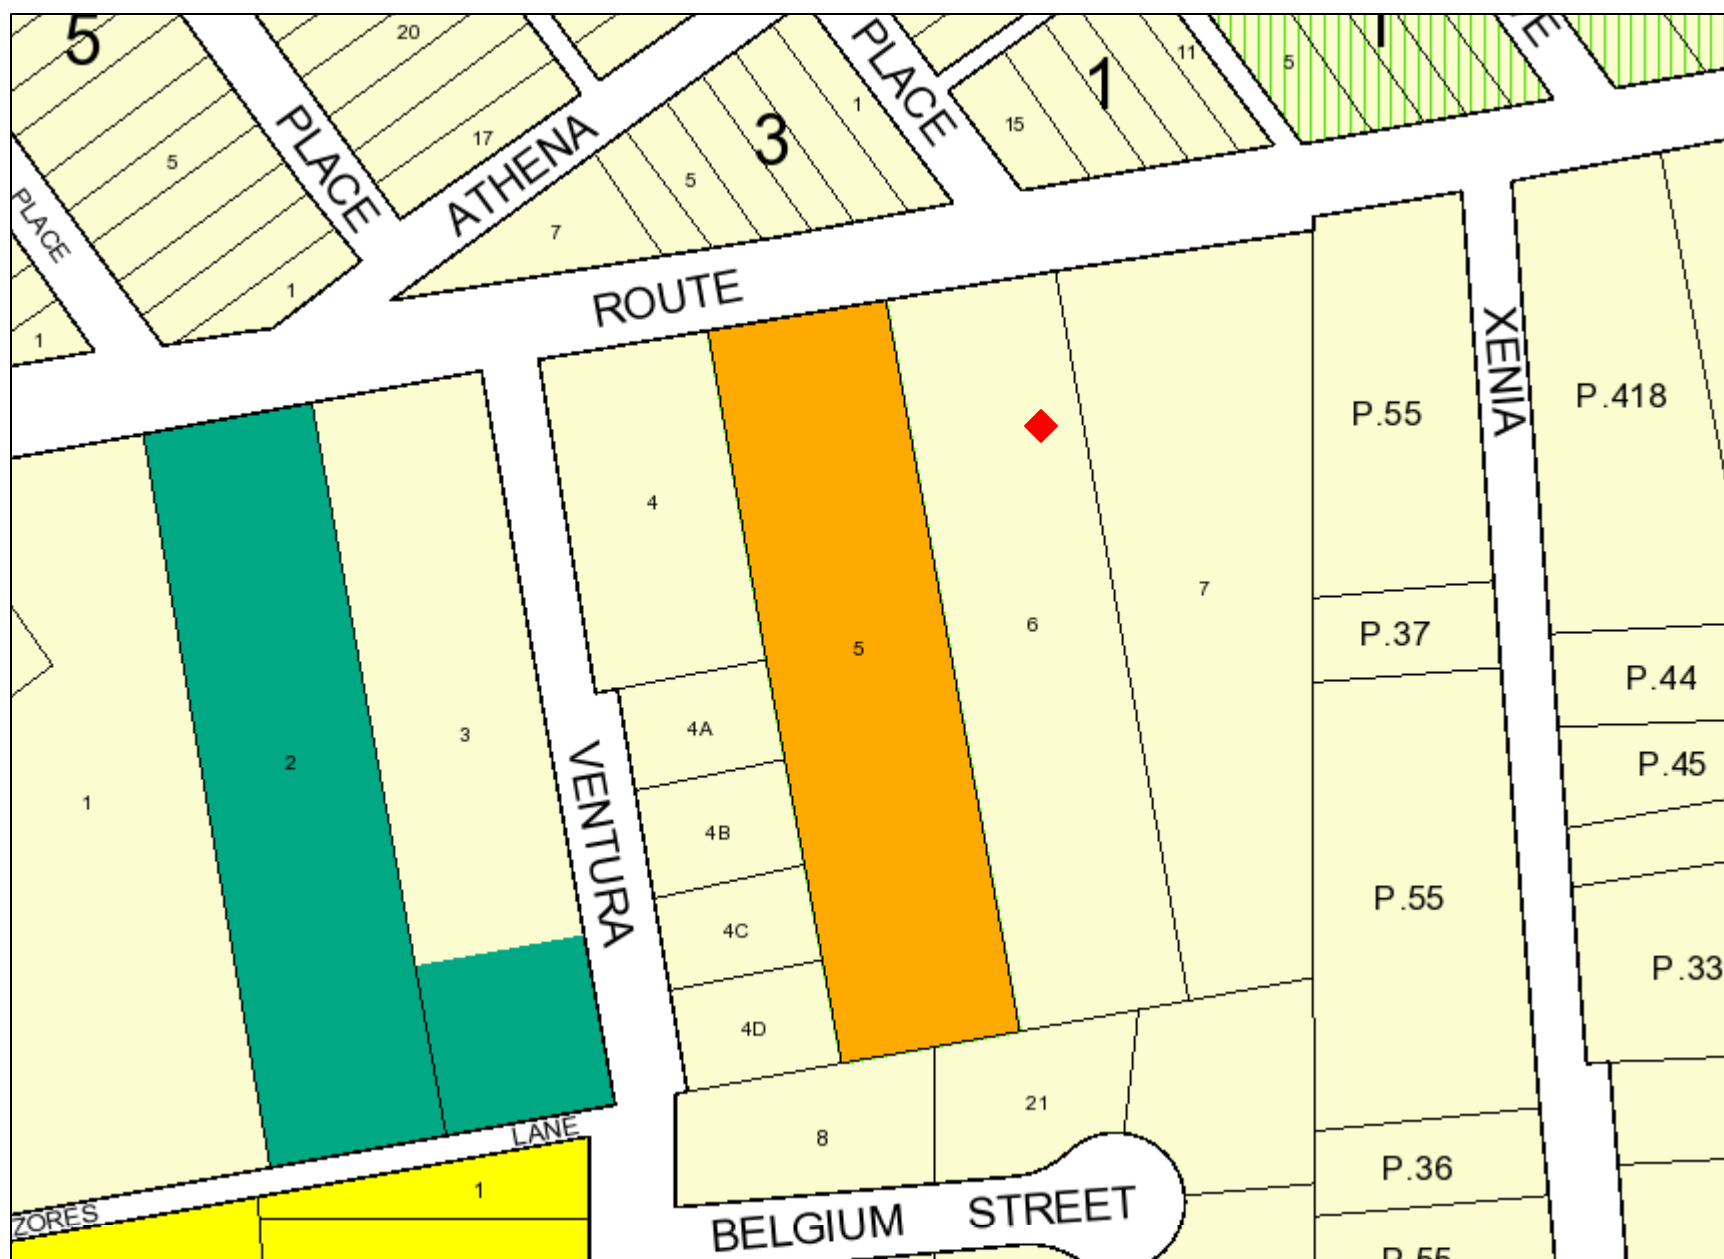 5
20
PLACE
11
5
1
15
1
3
17
ATHENA
PLACE
5
5
PLACE
7
1
1
ROUTE
XENIA
P.418
P.55
4
7
6
P.37
5
P.44
4A
3
2
P.45
1
4B
VENTURA
P.55
4C
P.33
4D
21
LANE
8
P.36
1
STREET
BELGIUM
ZORES